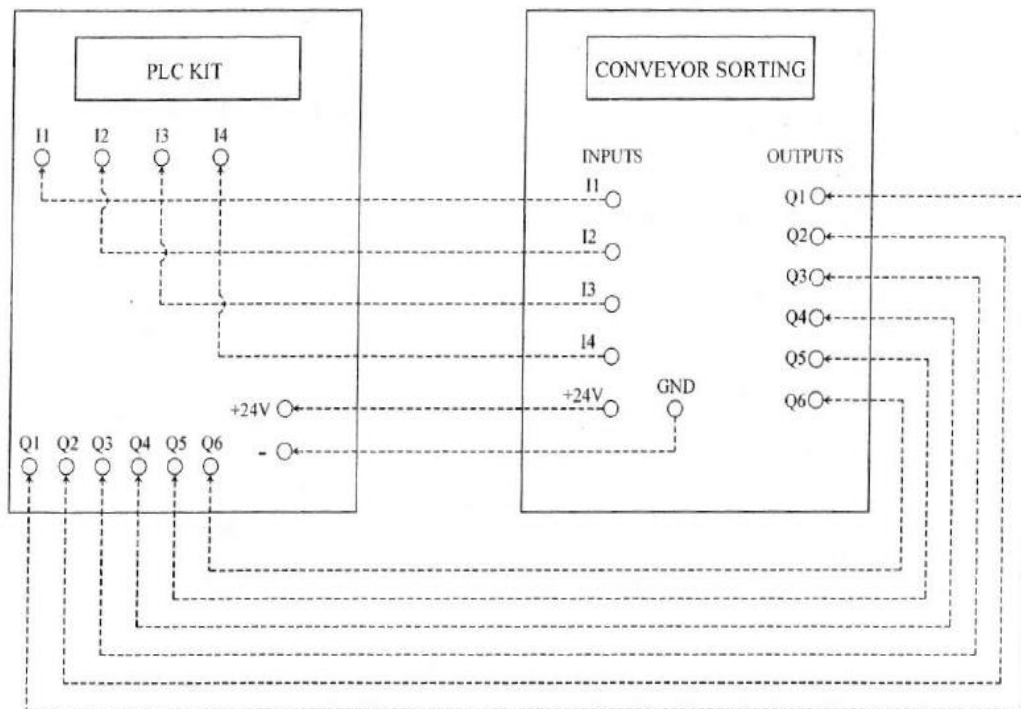 PLC KIT
I1 I2 I3 I4
+24V
-
Q1 Q2 Q3 Q4 Q5 Q6
CONVEYOR SORTING
INPUTS OUTPUTS
I1 Q1
I2 Q2
I3 Q3
I4 Q4
Q5
+24V GND Q6